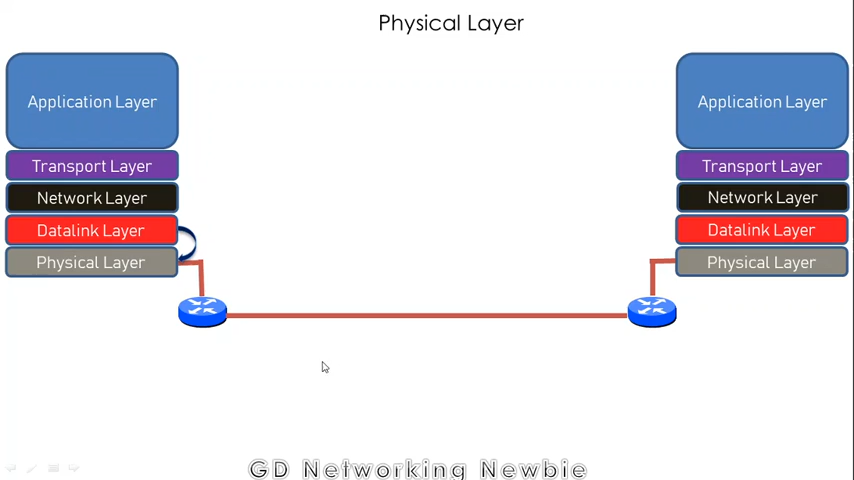 Physical Layer
Application Layer
Transport Layer
Network Layer
Datalink Layer
Physical Layer
Application Layer
Transport Layer
Network Layer
Datalink Layer
Physical Layer
GD Networking Newbie